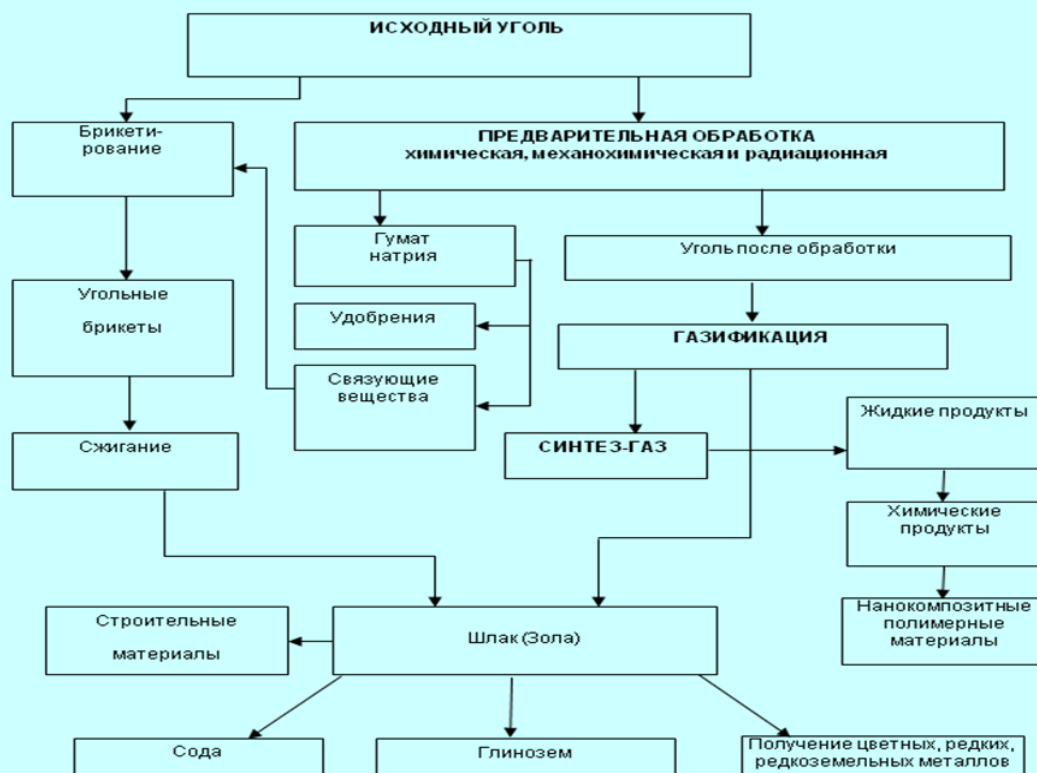 ИСХОДНЫЙ УГОЛЬ
Брикети-
рование
ПРЕДВАРИТЕЛЬНАЯ ОБРАБОТКА
химическая, механохимическая и радиационная
Гумат
натрия
Уголь после обработки
Угольные
брикеты
Удобрения
ГАЗИФИКАЦИЯ
Связующие
вещества
Жидкие продукты
Сжигание
СИНТЕЗ-ГАЗ
Химические
продукты
Нанокомпозитные
полимерные
материалы
Строительные
материалы
Шлак (Зола)
Сода
Глинозем
Получение цветных, редких,
редкоземельных металлов